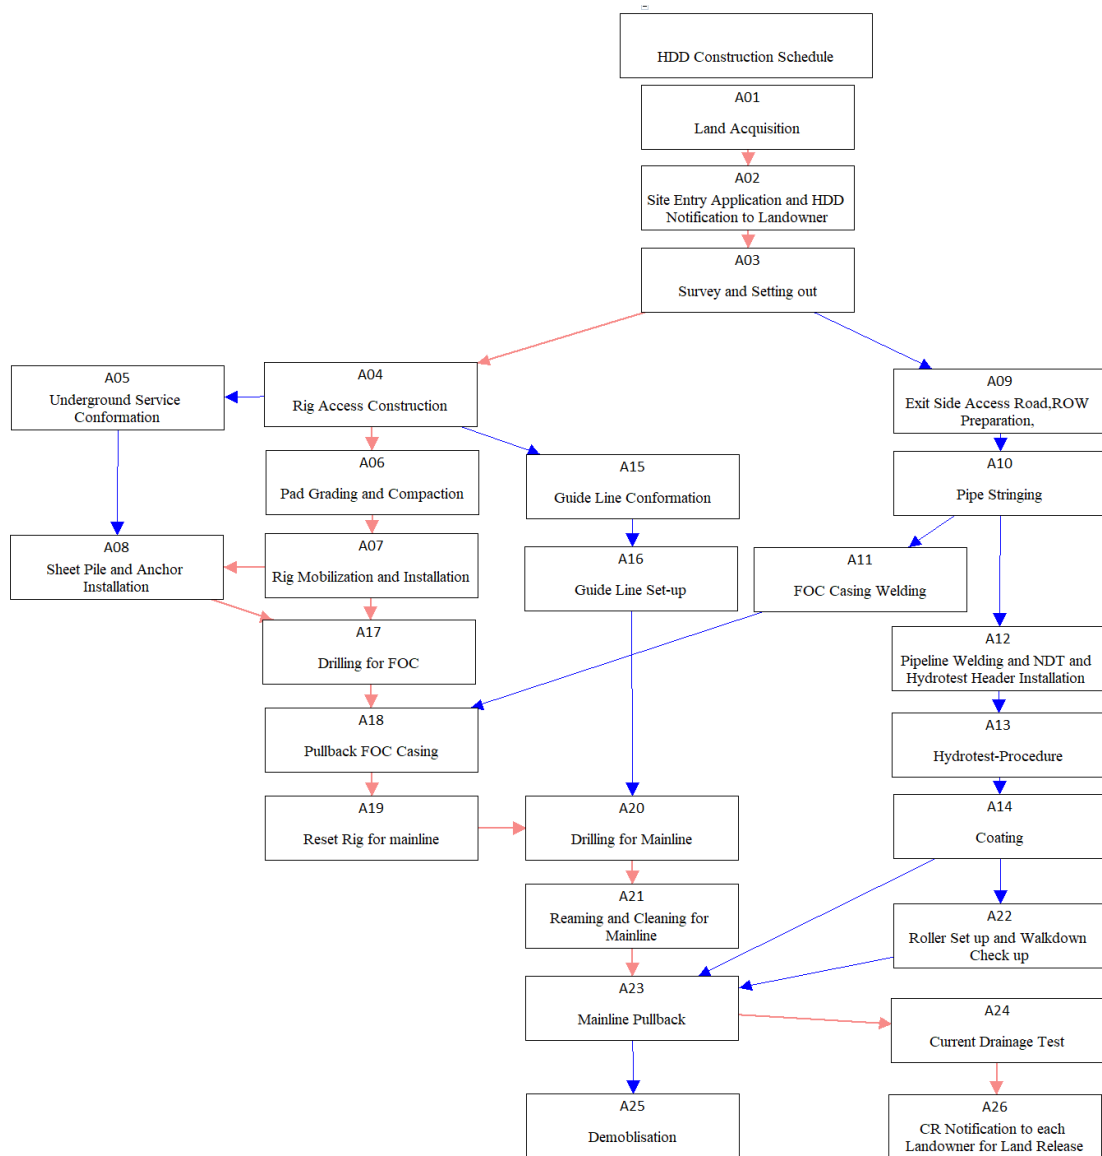 HDD Construction Schedule
A01
Land Acquisition
A02
Site Entry Application and HDD
Notification to Landowner
A03
Survey and Setting out
A04
Rig Access Construction
A05
Underground Service
Conformation
A09
Exit Side Access Road,ROW
Preparation,
A06
Pad Grading and Compaction
A15
Guide Line Conformation
A10
Pipe Stringing
A08
Sheet Pile and Anchor
Installation
A07
Rig Mobilization and Installation
A16
Guide Line Set-up
A11
FOC Casing Welding
A17
Drilling for FOC
A12
Pipeline Welding and NDT and
Hydrotest Header Installation
A18
Pullback FOC Casing
A13
Hydrotest-Procedure
A19
Reset Rig for mainline
A20
Drilling for Mainline
A14
Coating
A21
Reaming and Cleaning for
Mainline
A22
Roller Set up and Walkdown
Check up
A23
Mainline Pullback
A24
Current Drainage Test
A25
Demoblisation
A26
CR Notification to each
Landowner for Land Release